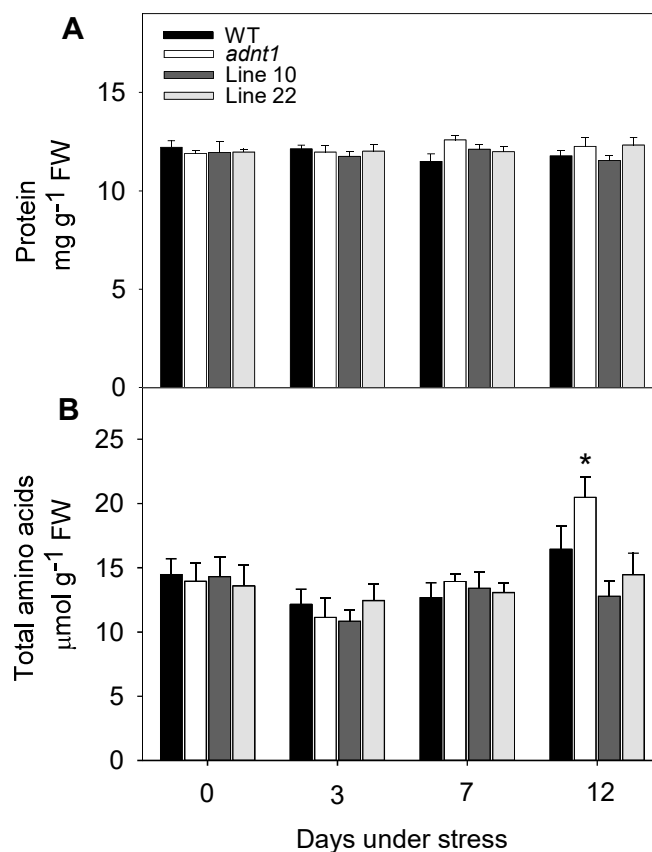 A
WT
adnt1
Line 10
Line 22
Protein
mg g-1 FW
15
10
5
0
B
Total amino acids
μmol g-1 FW
25
20
15
10
5
0
*
0 3 7 12
Days under stress